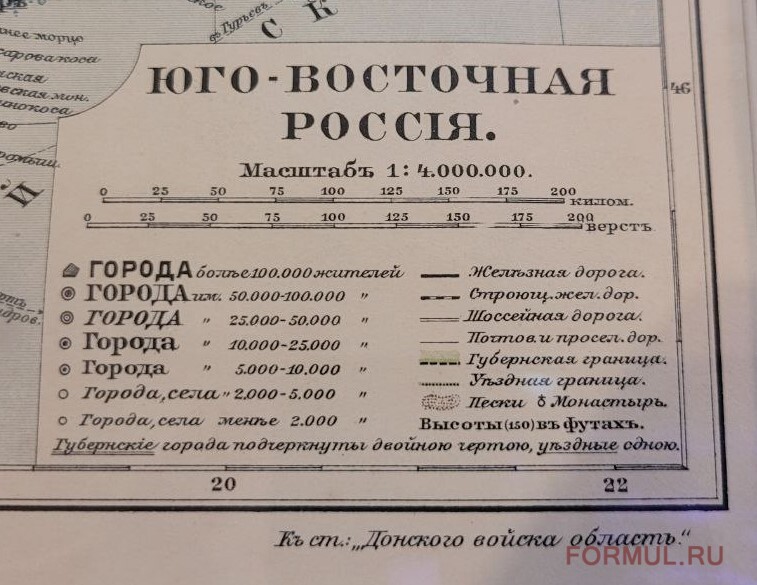 г. Гурьевъ
С К
ЮГО-ВОСТОЧНАЯ
РОССІЯ.
46
Масштабъ 1:4.000.000.
0 25 50 75 100 125 150 175 200
килом.
0 25 50 75 100 125 150 175 200
верстъ
Й
ГОРОДА болѣе 100.000 жителей
ГОРОДА им. 50.000-100.000 "
ГОРОДА " 25.000-50.000 "
Города " 10.000-25.000 "
Города " 5.000-10.000 "
Города, села " 2.000-5.000 "
Города, села менѣе 2.000 "
Желѣзная дорога.
Строющ. жел. дор.
Шоссейная дорога.
Почтов. и просел. дор.
Губернская граница.
Уѣздная граница.
Пески Монастырь.
Высоты (150) въ футахъ.
Губернскіе города подчеркнуты двойною чертою, уѣздные одною.
20 22
Къ ст.: „Донского войска область."
FORMUL.RU